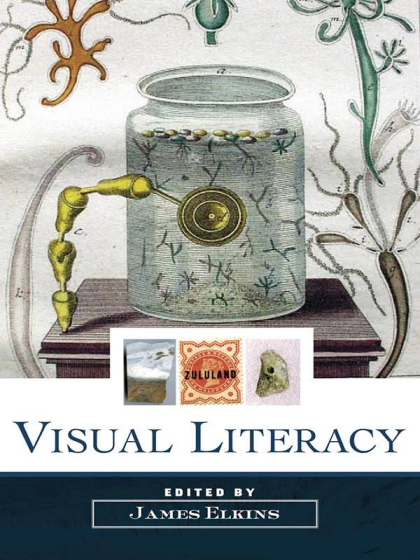 a.
ZULULAND
VISUAL LITERACY
EDITED BY
JAMES ELKINS